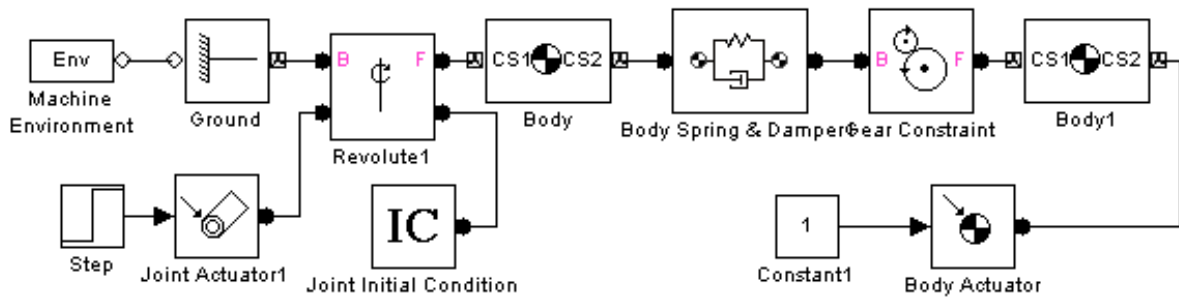 Env
Machine
Environment
Ground
B F
Revolute1
CS1 CS2
Body
Body Spring & Damper
Gear Constraint
B F
CS1 CS2
Body1
Step
Joint Actuator1
IC
Joint Initial Condition
1
Constant1
Body Actuator